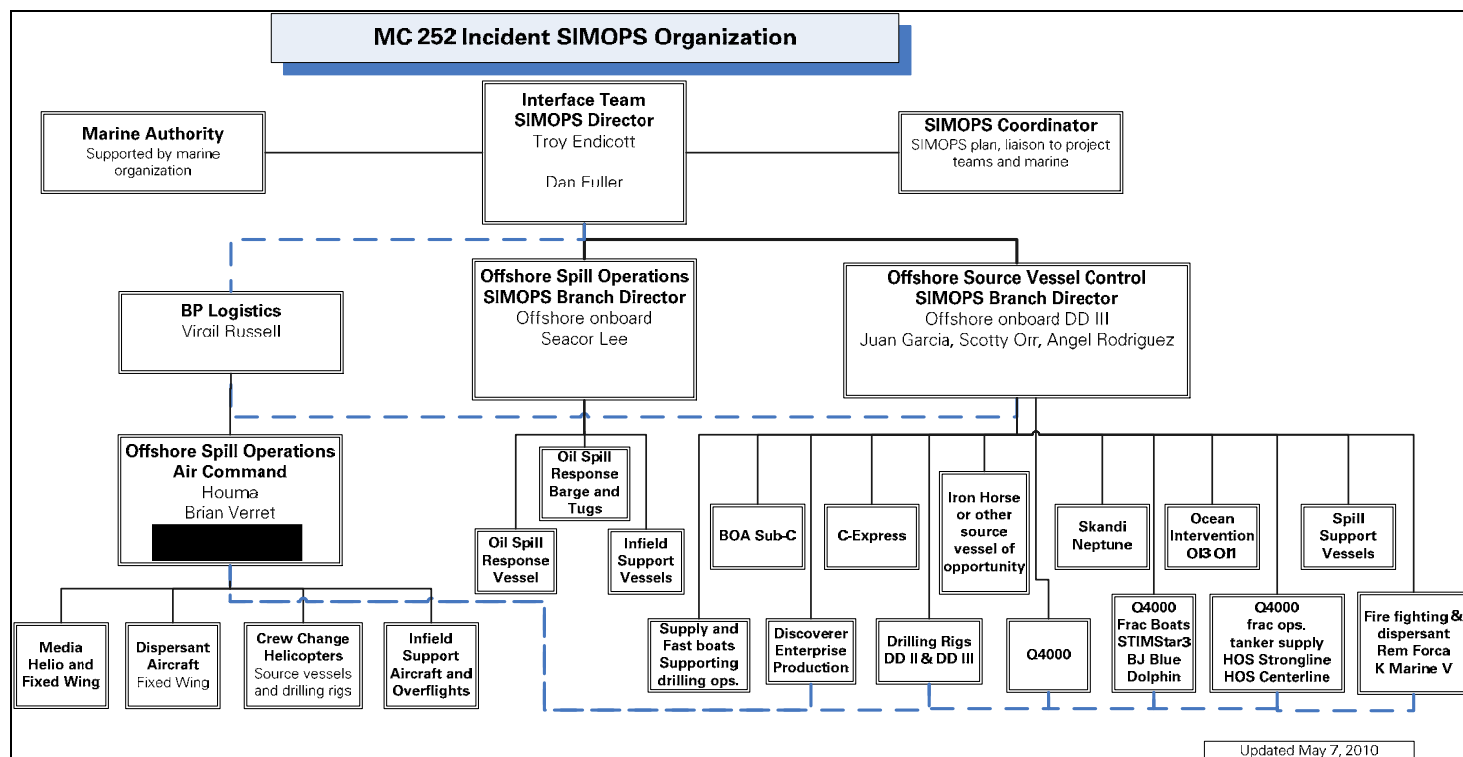 MC 252 Incident SIMOPS Organization
Interface Team
SIMOPS Director
Troy Endicott
Dan Fuller
Marine Authority
Supported by marine
organization
SIMOPS Coordinator
SIMOPS plan, liaison to project
teams and marine
BP Logistics
Virgil Russell
Offshore Spill Operations
SIMOPS Branch Director
Offshore onboard
Seacor Lee
Offshore Source Vessel Control
SIMOPS Branch Director
Offshore onboard DD III
Juan Garcia, Scotty Orr, Angel Rodriguez
Offshore Spill Operations
Air Command
Houma
Brian Verret
Oil Spill
Response
Barge and
Tugs
Oil Spill
Response
Vessel
Infield
Support
Vessels
BOA Sub-C
C-Express
Iron Horse
or other
source
vessel of
opportunity
Skandi
Neptune
Ocean
Intervention
OI3 OI1
Spill
Support
Vessels
Media
Helio and
Fixed Wing
Dispersant
Aircraft
Fixed Wing
Crew Change
Helicopters
Source vessels
and drilling rigs
Infield
Support
Aircraft and
Overflights
Supply and
Fast boats
Supporting
drilling ops.
Discoverer
Enterprise
Production
Drilling Rigs
DD II & DD III
Q4000
Q4000
Frac Boats
STIMStar3
BJ Blue
Dolphin
Q4000
frac ops.
tanker supply
HOS Strongline
HOS Centerline
Fire fighting &
dispersant
Rem Forca
K Marine V
Updated May 7, 2010